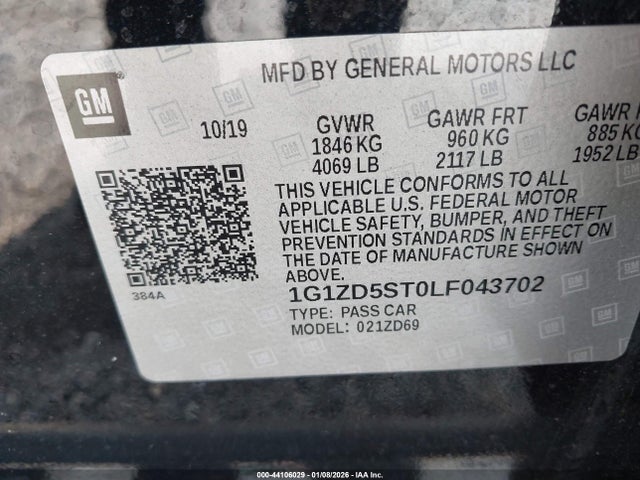 GM
MFD BY GENERAL MOTORS LLC
10/19
GVWR
1846 KG
4069 LB
GAWR FRT
960 KG
2117 LB
GAWR
885 KG
1952 LB
THIS VEHICLE CONFORMS TO ALL
APPLICABLE U.S. FEDERAL MOTOR
VEHICLE SAFETY, BUMPER, AND THEFT
PREVENTION STANDARDS IN EFFECT ON
THE DATE OF MANUFACTURE SHOWN
ABOVE.
384A
1G1ZD5ST0LF043702
TYPE: PASS CAR
MODEL: 021ZD69
000-44106029 - 01/08/2026 - IAA Inc.